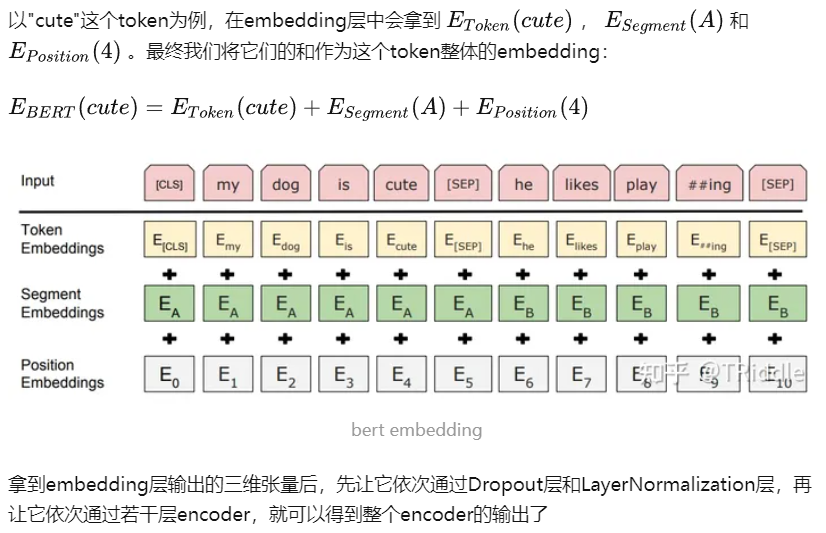 以"cute"这个token为例，在embedding层中会拿到 E_{Token}(cute) ， E_{Segment}(A) 和
E_{Position}(4) 。最终我们将它们的和作为这个token整体的embedding：
E_{BERT}(cute) = E_{Token}(cute) + E_{Segment}(A) + E_{Position}(4)
Input [CLS] my dog is cute [SEP] he likes play ##ing [SEP]
Token Embeddings E_{[CLS]} E_{my} E_{dog} E_{is} E_{cute} E_{[SEP]} E_{he} E_{likes} E_{play} E_{##ing} E_{[SEP]}
+ + + + + + + + + + +
Segment Embeddings E_A E_A E_A E_A E_A E_A E_B E_B E_B E_B E_B
+ + + + + + + + + + +
Position Embeddings E_0 E_1 E_2 E_3 E_4 E_5 E_6 E_7 E_8 E_9 E_{10}
知乎 @TRiddle
bert embedding
拿到embedding层输出的三维张量后，先让它依次通过Dropout层和LayerNormalization层，再
让它依次通过若干层encoder，就可以得到整个encoder的输出了